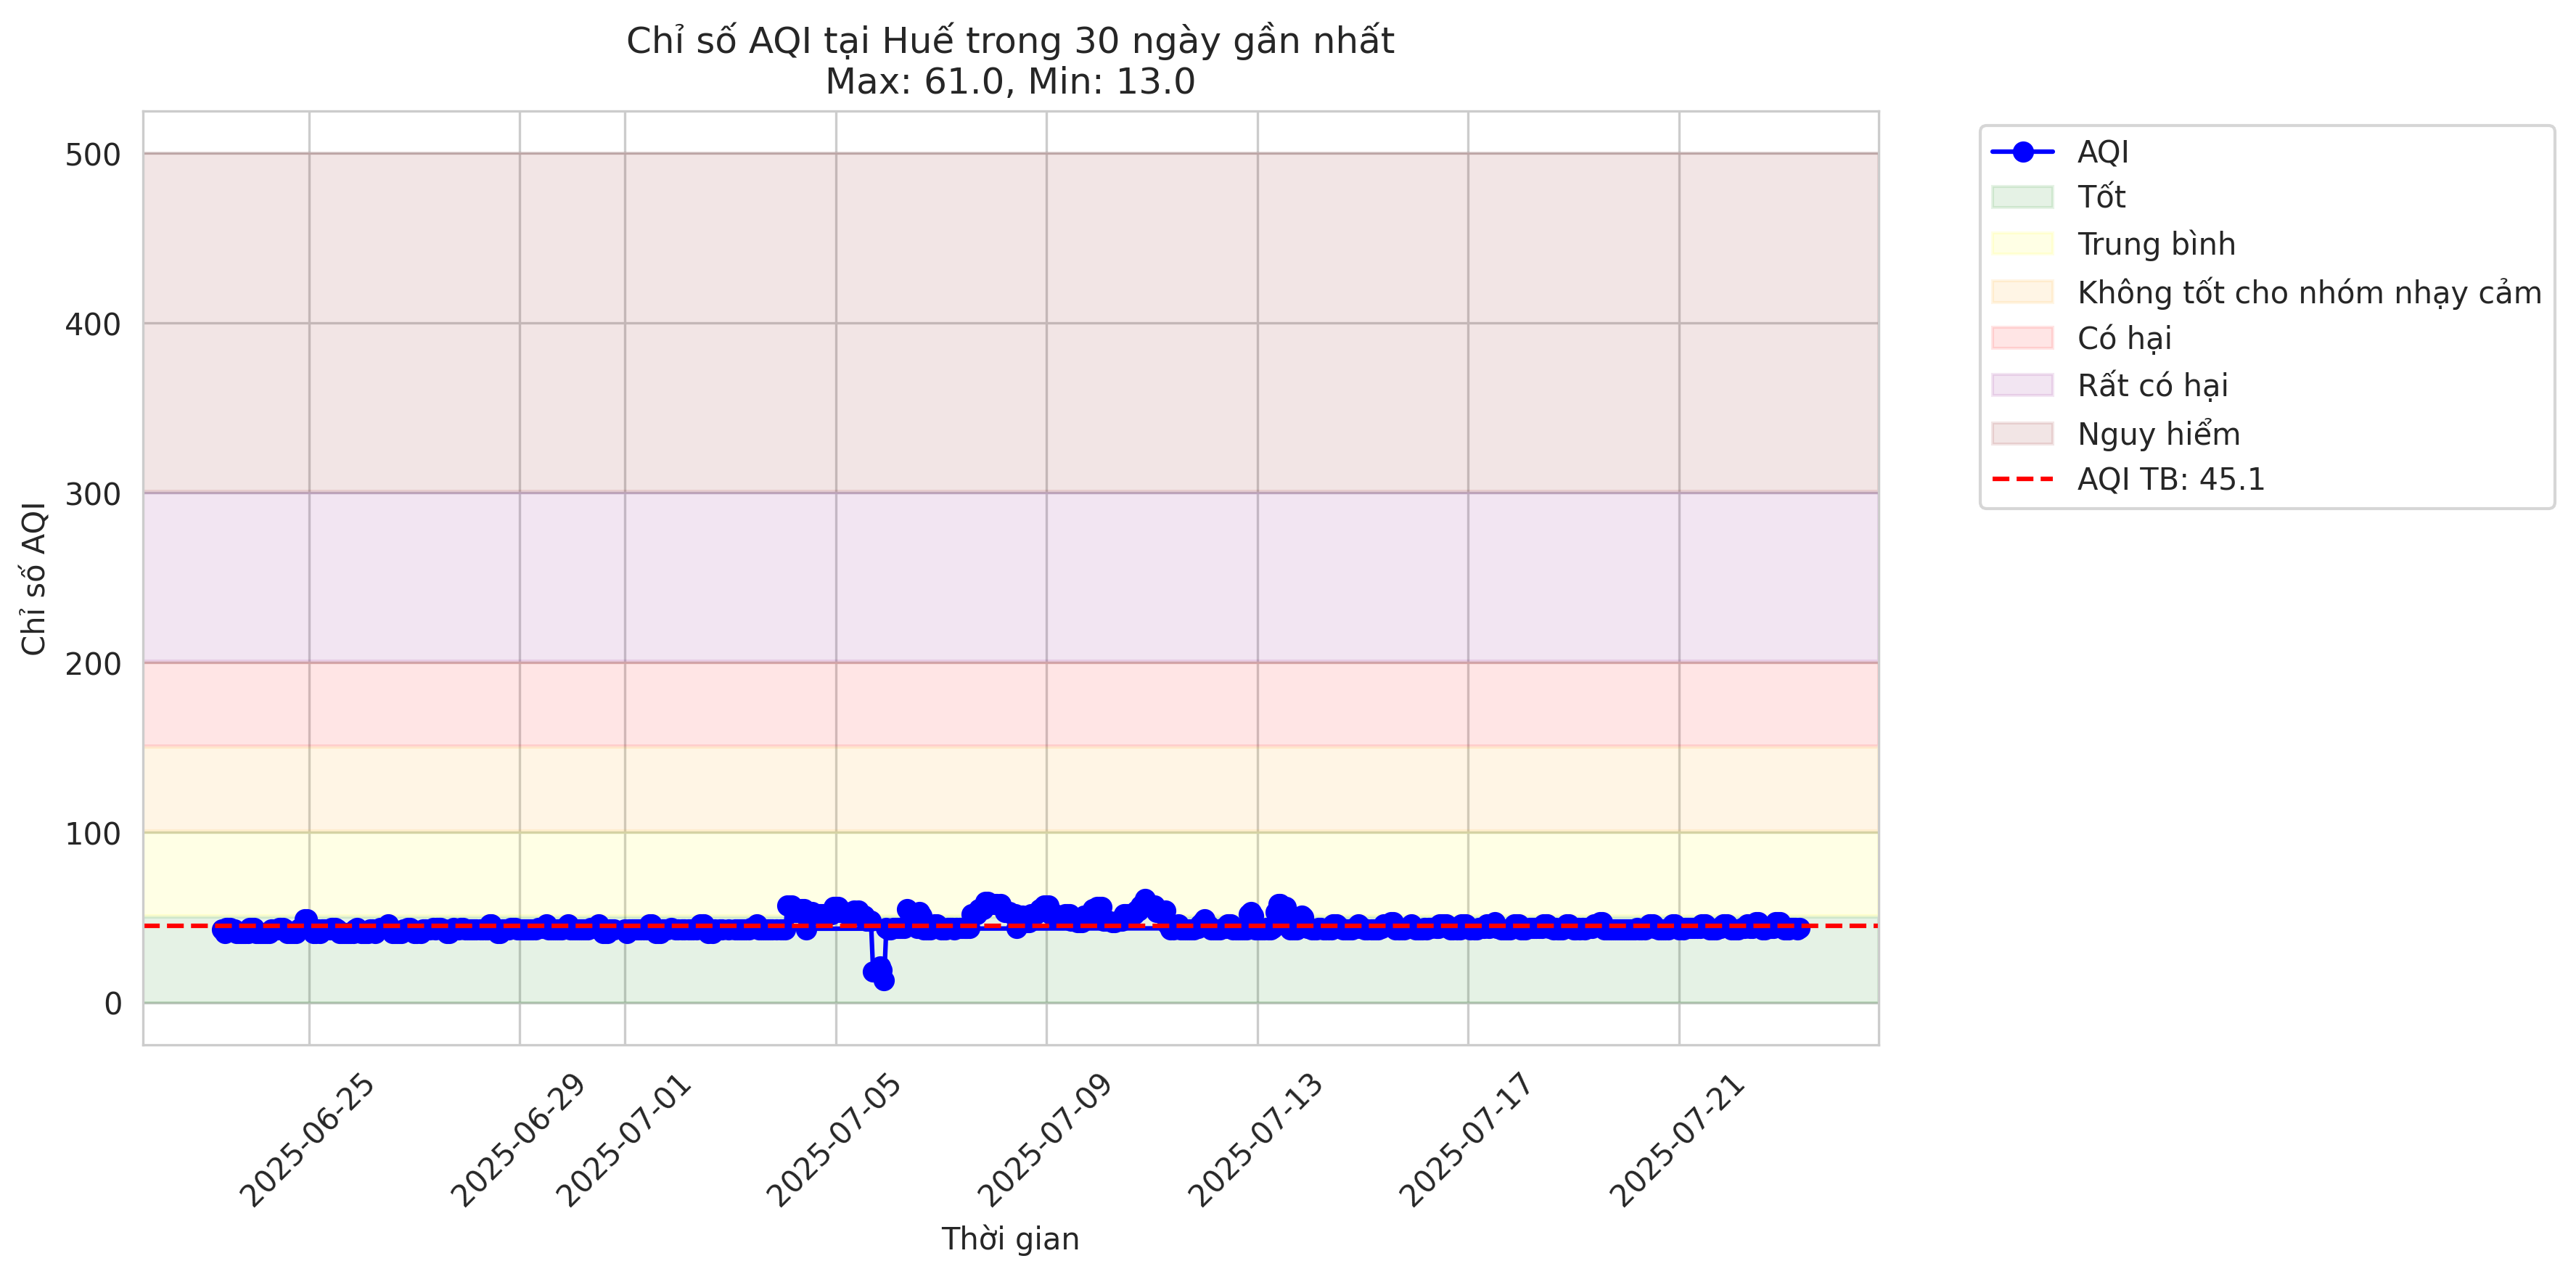 Chỉ số AQI tại Huế trong 30 ngày gần nhất
Max: 61.0, Min: 13.0
Chỉ số AQI
500
400
300
200
100
0
2025-06-25
2025-06-29
2025-07-01
2025-07-05
2025-07-09
2025-07-13
2025-07-17
2025-07-21
Thời gian
AQI
Tốt
Trung bình
Không tốt cho nhóm nhạy cảm
Có hại
Rất có hại
Nguy hiểm
AQI TB: 45.1